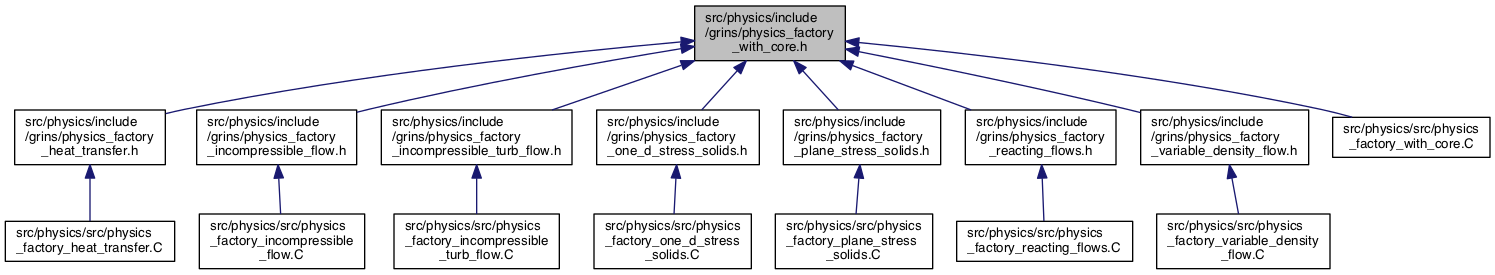 src/physics/include
/grins/physics_factory
_with_core.h
src/physics/include
/grins/physics_factory
_heat_transfer.h
src/physics/include
/grins/physics_factory
_incompressible_flow.h
src/physics/include
/grins/physics_factory
_incompressible_turb_flow.h
src/physics/include
/grins/physics_factory
_one_d_stress_solids.h
src/physics/include
/grins/physics_factory
_plane_stress_solids.h
src/physics/include
/grins/physics_factory
_reacting_flows.h
src/physics/include
/grins/physics_factory
_variable_density_flow.h
src/physics/src/physics
_factory_with_core.C
src/physics/src/physics
_factory_heat_transfer.C
src/physics/src/physics
_factory_incompressible
_flow.C
src/physics/src/physics
_factory_incompressible
_turb_flow.C
src/physics/src/physics
_factory_one_d_stress
_solids.C
src/physics/src/physics
_factory_plane_stress
_solids.C
src/physics/src/physics
_factory_reacting_flows.C
src/physics/src/physics
_factory_variable_density
_flow.C